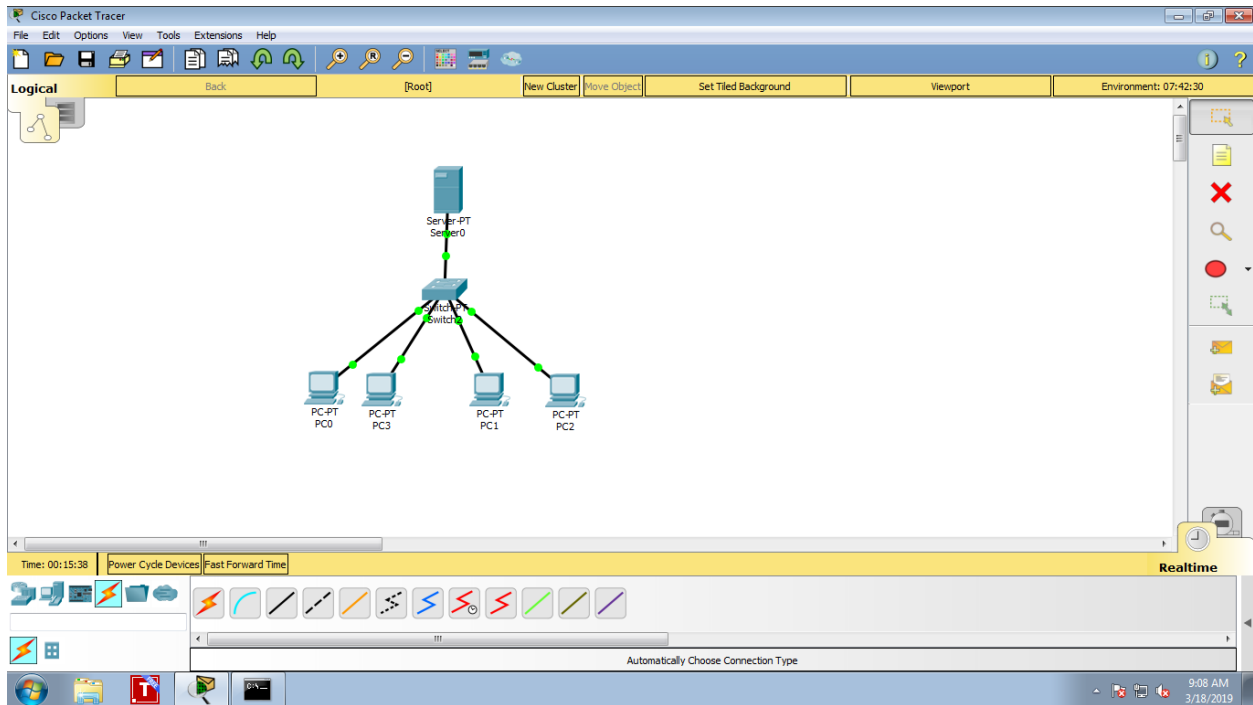 Cisco Packet Tracer
File Edit Options View Tools Extensions Help
Logical Back [Root] New Cluster Move Object Set Tiled Background Viewport Environment: 07:42:30
Server-PT
Server0
Switch-PT
Switch2
PC-PT PC-PT PC-PT PC-PT
PC0 PC3 PC1 PC2
Time: 00:15:38 Power Cycle Devices Fast Forward Time Realtime
Automatically Choose Connection Type
9:08 AM
3/18/2019